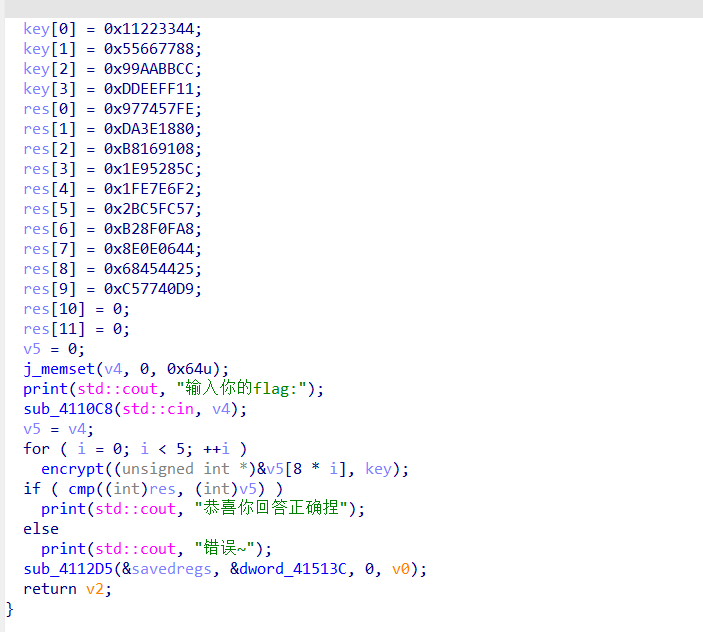 key[0] = 0x11223344;
key[1] = 0x55667788;
key[2] = 0x99AABBCC;
key[3] = 0xDDEEFF11;
res[0] = 0x977457FE;
res[1] = 0xDA3E1880;
res[2] = 0xB8169108;
res[3] = 0x1E95285C;
res[4] = 0x1FE7E6F2;
res[5] = 0x2BC5FC57;
res[6] = 0xB28F0FA8;
res[7] = 0x8E0E0644;
res[8] = 0x68454425;
res[9] = 0xC57740D9;
res[10] = 0;
res[11] = 0;
v5 = 0;
j_memset(v4, 0, 0x64u);
print(std::cout, "输入你的flag:");
sub_4110C8(std::cin, v4);
v5 = v4;
for ( i = 0; i < 5; ++i )
encrypt((unsigned int *)&v5[8 * i], key);
if ( cmp((int)res, (int)v5) )
print(std::cout, "恭喜你回答正确捏");
else
print(std::cout, "错误~");
sub_4112D5(&savedregs, &dword_41513C, 0, v0);
return v2;
}